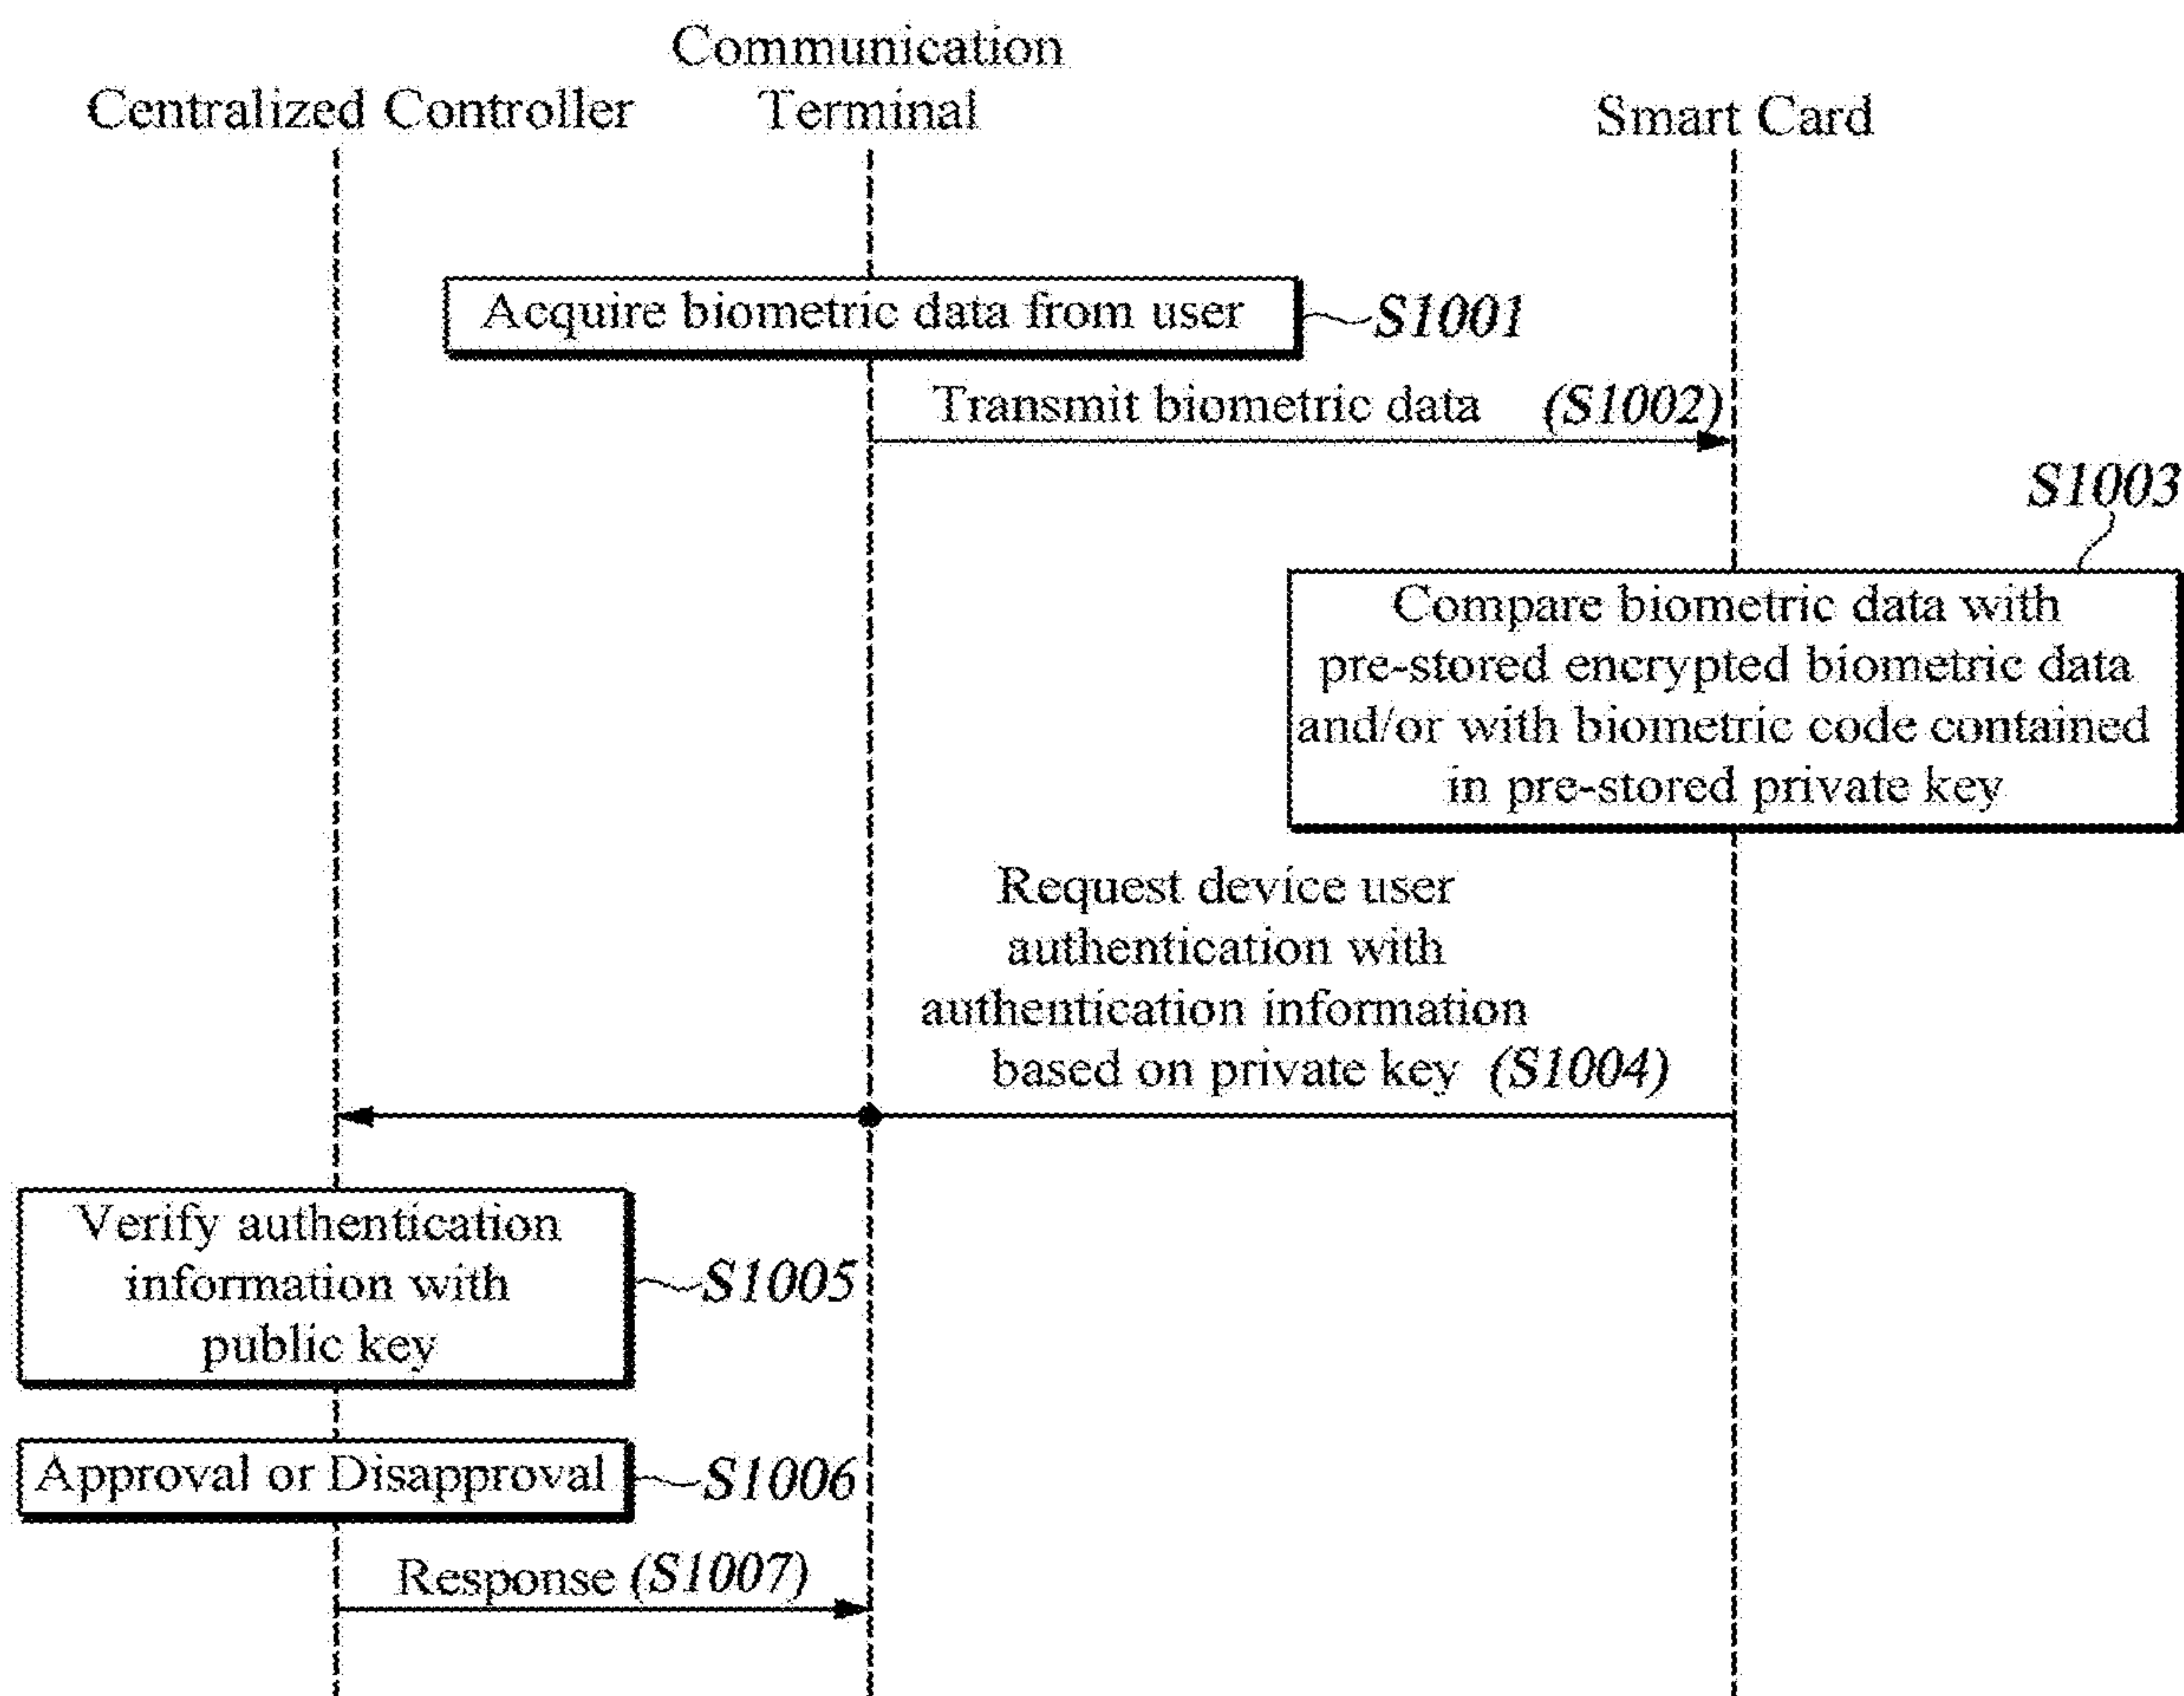 Communication
Centralized Controller
Terminal
Smart Card
Acquire biometric data from user
S1001
Transmit biometric data (S1002)
S1003
Compare biometric data with
pre-stored encrypted biometric data
and/or with biometric code contained
in pre-stored private key
Request device user
authentication with
authentication information
based on private key (S1004)
Verify authentication
information with
public key
S1005
Approval or Disapproval
S1006
Response (S1007)